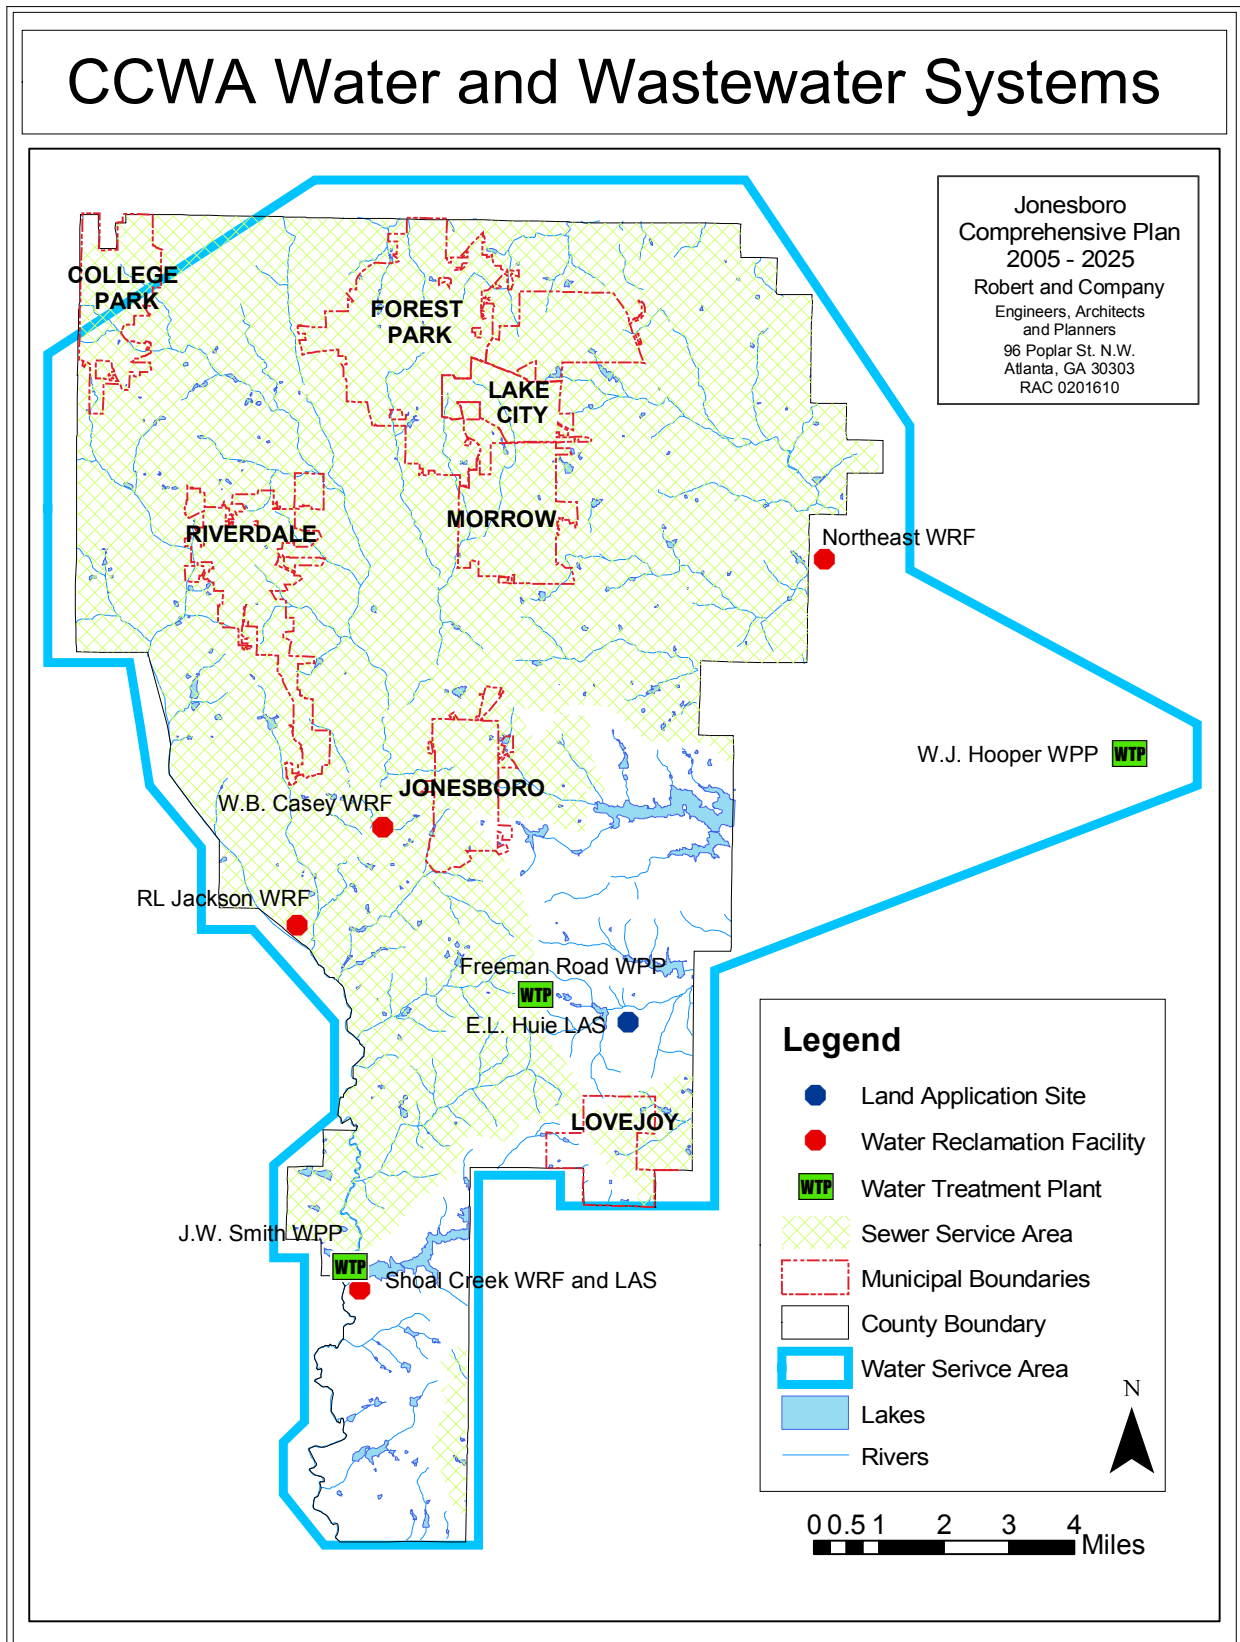 CCWA Water and Wastewater Systems
Jonesboro
Comprehensive Plan
2005 - 2025
Robert and Company
Engineers, Architects
and Planners
96 Poplar St. N.W.
Atlanta, GA 30303
RAC 0201610
COLLEGE
PARK
FOREST
PARK
LAKE
CITY
RIVERDALE
MORROW
Northeast WRF
W.J. Hooper WPP
WTP
JONESBORO
W.B. Casey WRF
RL Jackson WRF
Freeman Road WPP
WTP
E.L. Huie LAS
LOVEJOY
J.W. Smith WPP
WTP
Shoal Creek WRF and LAS
Legend
Land Application Site
Water Reclamation Facility
WTP Water Treatment Plant
Sewer Service Area
Municipal Boundaries
County Boundary
Water Serivce Area
Lakes
Rivers
N
0 0.5 1 2 3 4
Miles